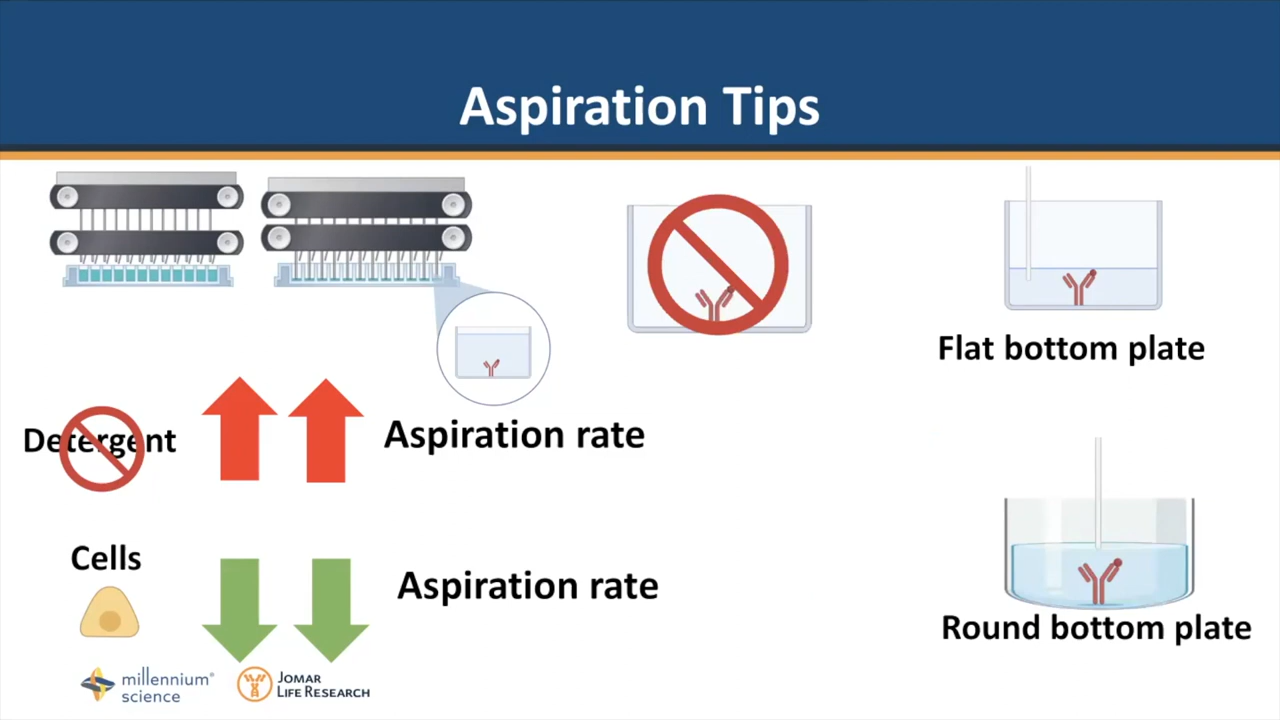 Aspiration Tips
Flat bottom plate
Detergent
Aspiration rate
Cells
Aspiration rate
Round bottom plate
millennium®
science
JOMAR
LIFE RESEARCH